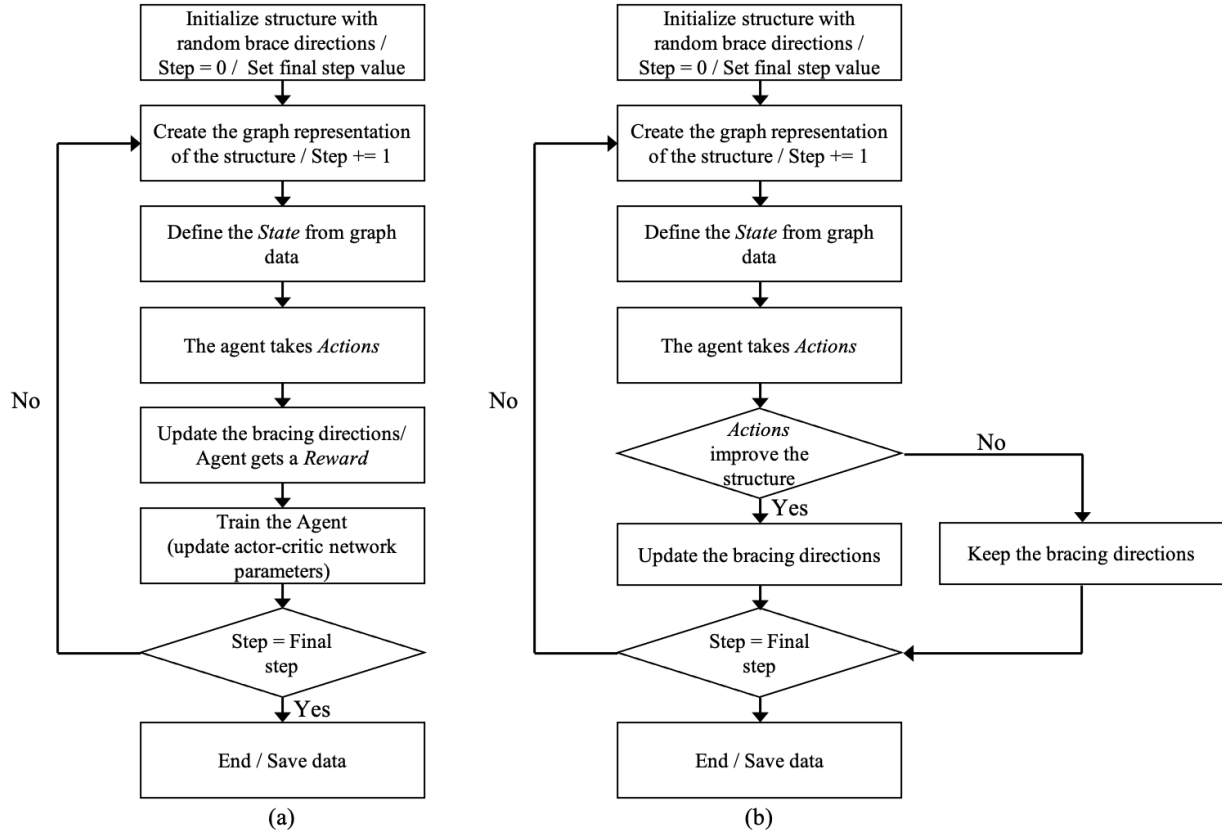 Initialize structure with
random brace directions /
Step = 0 / Set final step value
Create the graph representation
of the structure / Step += 1
Define the State from graph
data
The agent takes Actions
No
Update the bracing directions/
Agent gets a Reward
Train the Agent
(update actor-critic network
parameters)
Step = Final
step
Yes
End / Save data
(a)
Initialize structure with
random brace directions /
Step = 0 / Set final step value
Create the graph representation
of the structure / Step += 1
Define the State from graph
data
The agent takes Actions
No
Actions
improve the
structure
No
Yes
Update the bracing directions
Keep the bracing directions
Step = Final
step
End / Save data
(b)